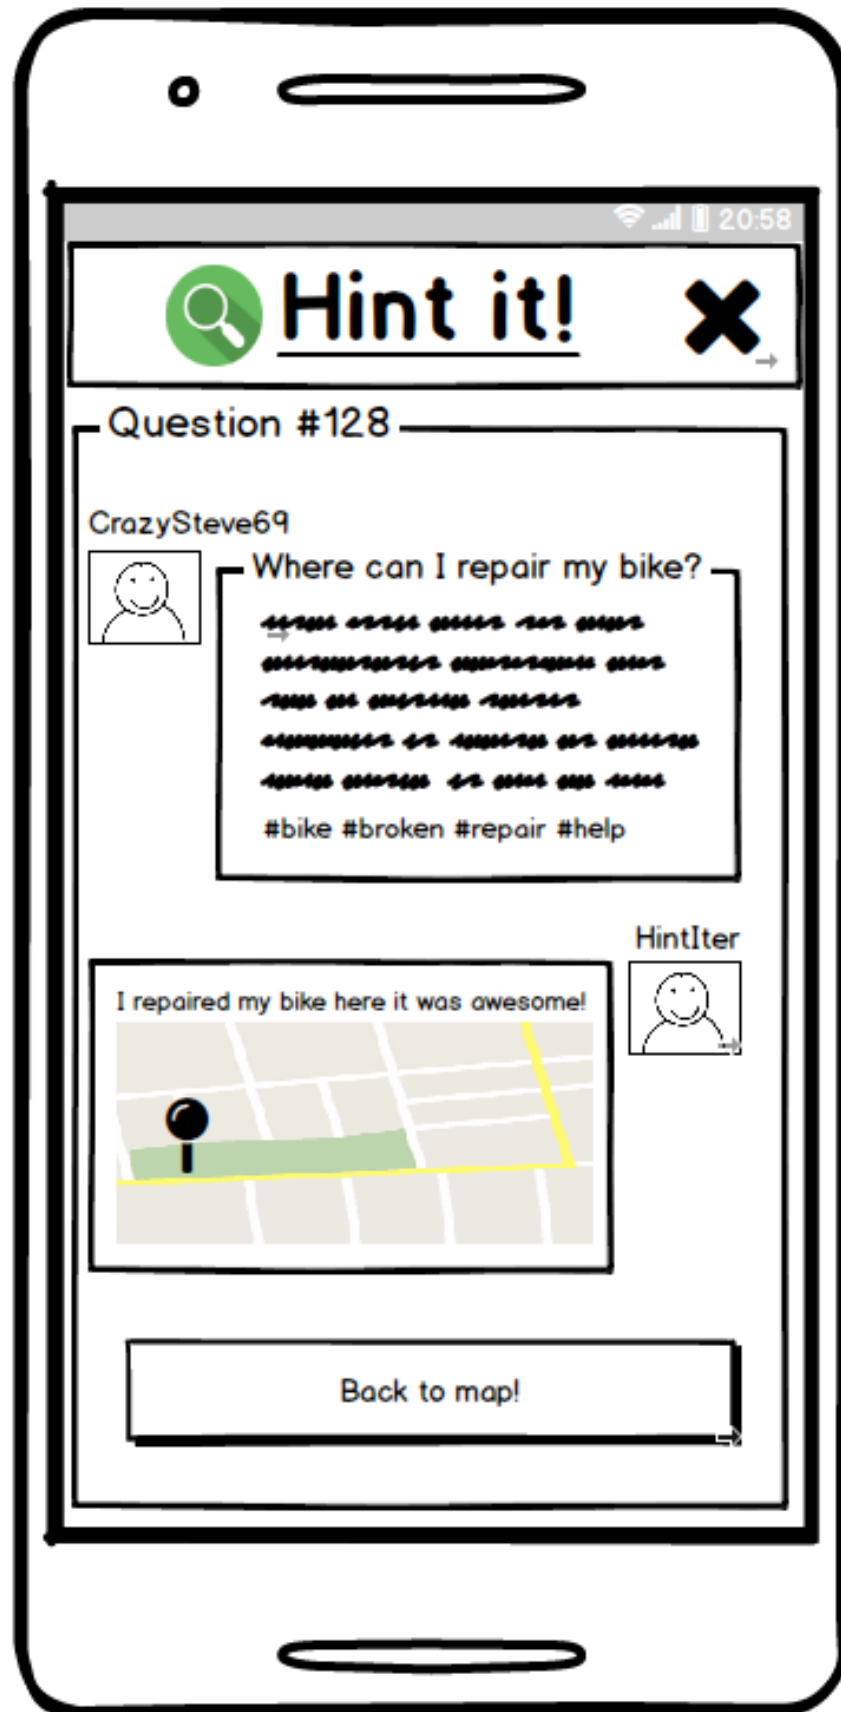 20:58
Hint it!
Question #128
CrazySteve69
Where can I repair my bike?
#bike #broken #repair #help
HintIter
I repaired my bike here it was awesome!
Back to map!